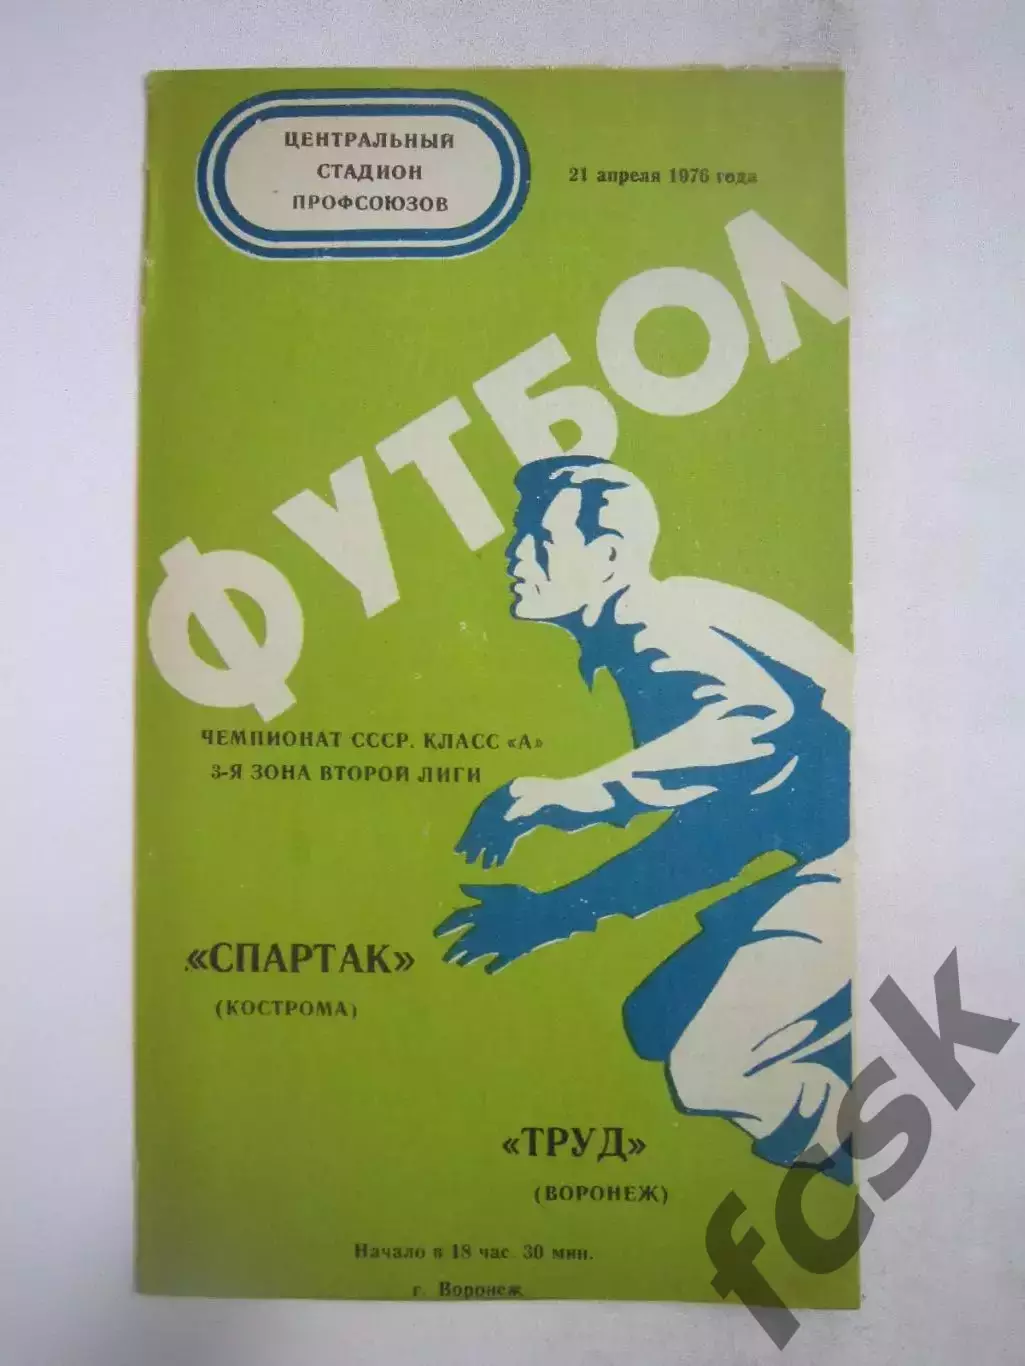 ЦЕНТРАЛЬНЫЙ
СТАДИОН
ПРОФСОЮЗОВ
21 апреля 1976 года
ФУТБОЛ
ЧЕМПИОНАТ СССР. КЛАСС «А»
3-Я ЗОНА ВТОРОЙ ЛИГИ
«СПАРТАК»
(КОСТРОМА)
«ТРУД»
(ВОРОНЕЖ)
Начало в 18 час. 30 мин.
г. Воронеж
fcsk